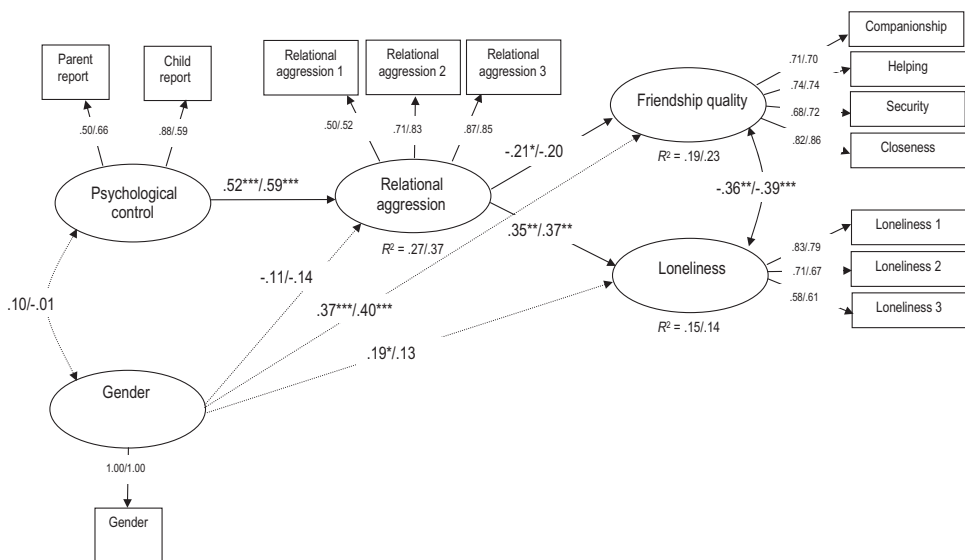 Parent
report
Child
report
Relational
aggression 1
Relational
aggression 2
Relational
aggression 3
Companionship
Helping
Security
Closeness
.50/.66
.88/.59
.50/.52
.71/.83
.87/.85
.71/.70
.74/.74
.68/.72
.82/.86
Friendship quality
R² = .19/.23
Psychological
control
.52***/.59***
Relational
aggression
R² = .27/.37
-.21*/-.20
-.36**/-.39***
.35**/.37**
Loneliness
R² = .15/.14
.83/.79
.71/.67
.58/.61
Loneliness 1
Loneliness 2
Loneliness 3
.10/-.01
-.11/-.14
.37***/.40***
.19*/.13
Gender
1.00/1.00
Gender